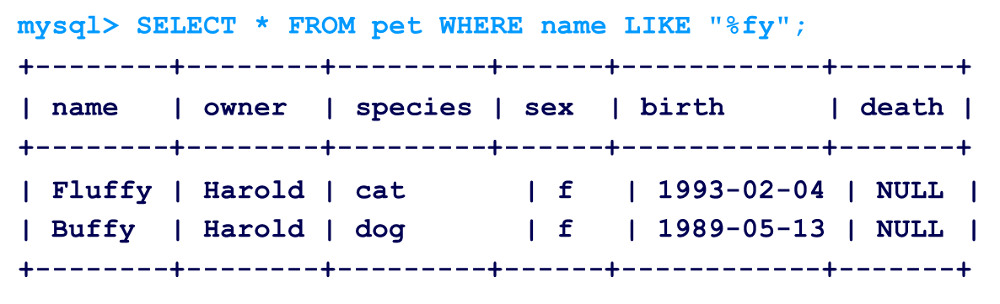 mysql> SELECT * FROM pet WHERE name LIKE "%fy";
+--------+--------+---------+------+------------+-------+
| name   | owner  | species | sex  | birth      | death |
+--------+--------+---------+------+------------+-------+
| Fluffy | Harold | cat       | f   | 1993-02-04 | NULL |
| Buffy  | Harold | dog       | f   | 1989-05-13 | NULL |
+--------+--------+---------+------+------------+-------+